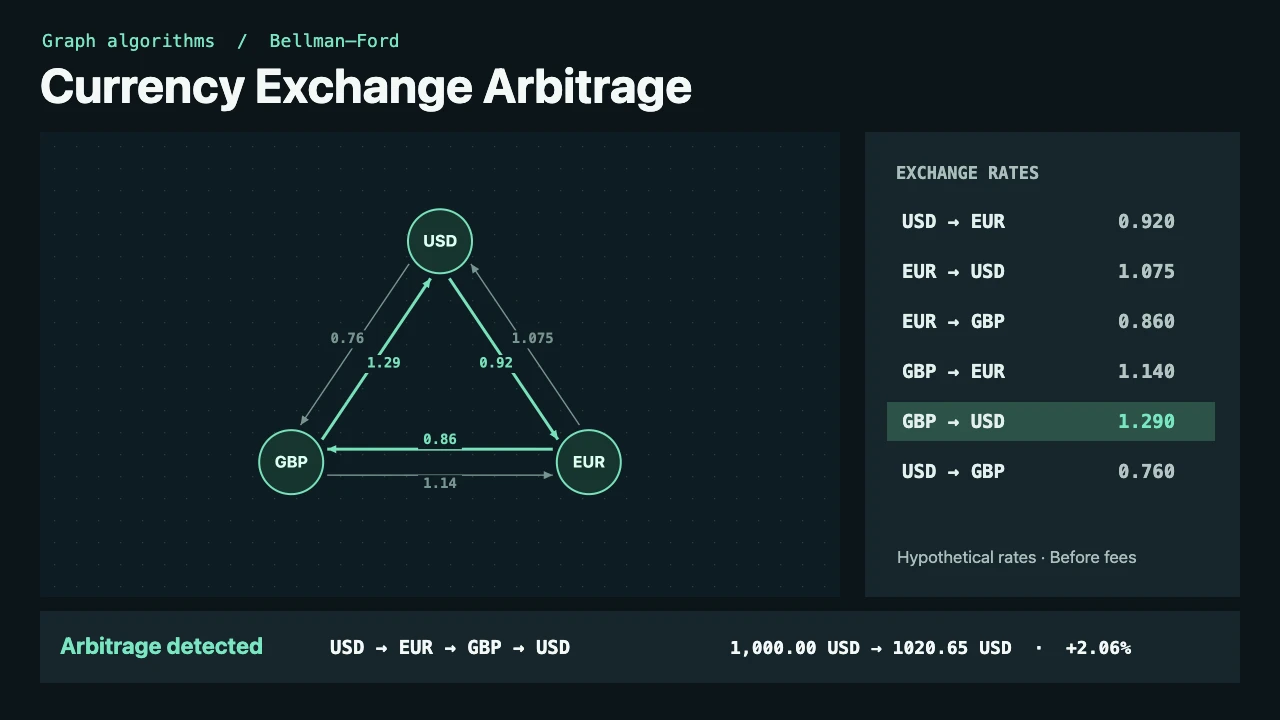 Graph algorithms / Bellman–Ford
Currency Exchange Arbitrage
USD
0.76
1.075
1.29
0.92
0.86
GBP
EUR
1.14
EXCHANGE RATES
USD → EUR 0.920
EUR → USD 1.075
EUR → GBP 0.860
GBP → EUR 1.140
GBP → USD 1.290
USD → GBP 0.760
Hypothetical rates · Before fees
Arbitrage detected
USD → EUR → GBP → USD
1,000.00 USD → 1020.65 USD · +2.06%